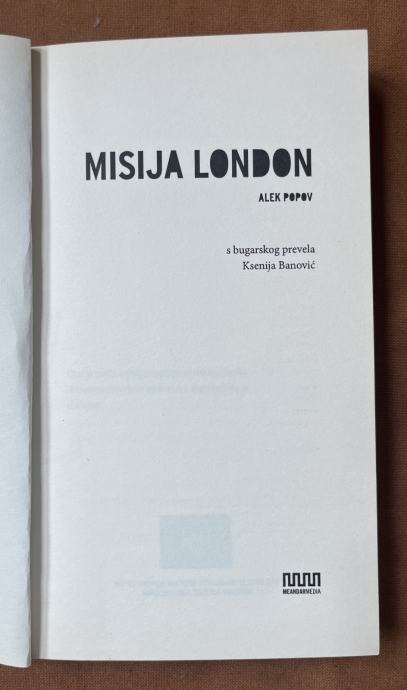 MISIJA LONDON
ALEK POPOV
s bugarskog prevela
Ksenija Banović
MEANDARMEDIA